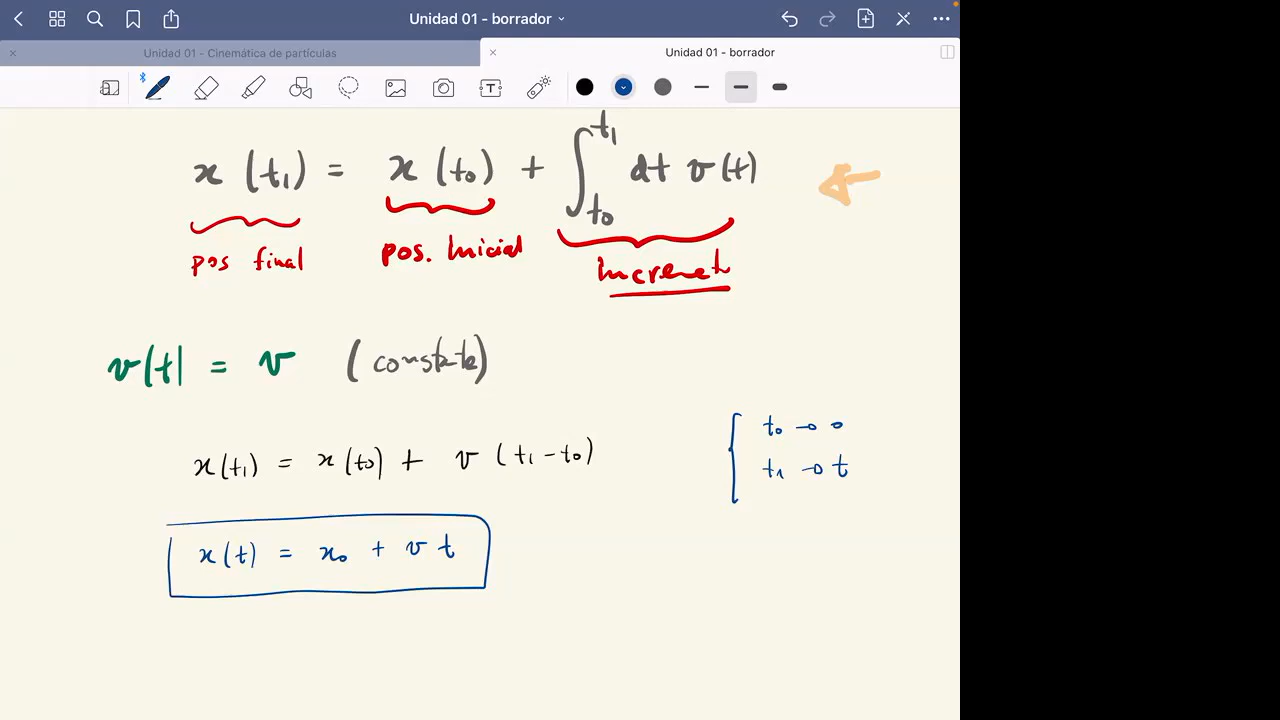 Unidad 01 - borrador
Unidad 01 - Cinemática de partículas
Unidad 01 - borrador
x (t₁) = x (t₀) + ∫_{t₀}^{t₁} dt v(t)
pos final
pos. Inicial
v(t) = v (constante)
t₀ → 0
t₁ → t
x(t₁) = x(t₀) + v (t₁ - t₀)
x(t) = x₀ + v t